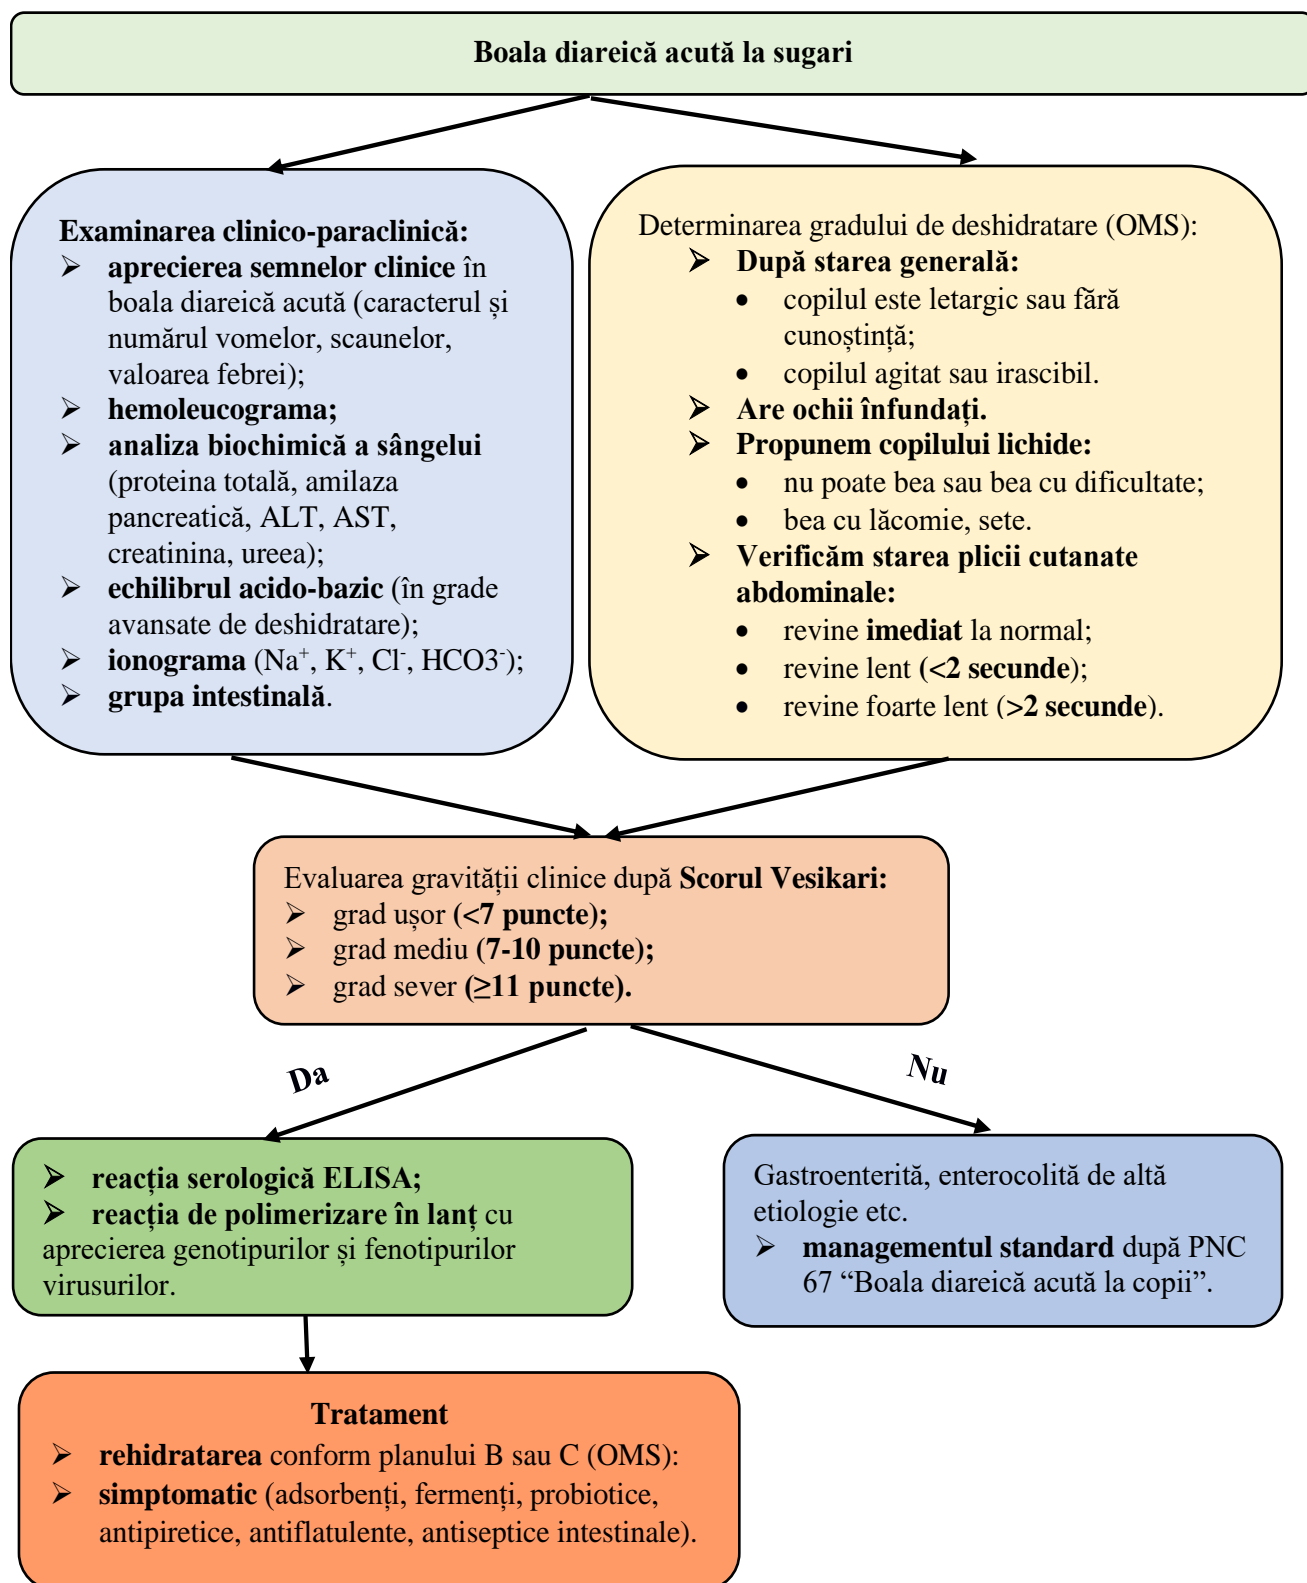 Boala diareică acută la sugari
Examinarea clinico-paraclinică:
➢ aprecierea semnelor clinice în
boala diareică acută (caracterul și
numărul vomelor, scaunelor,
valoarea febrei);
➢ hemoleucograma;
➢ analiza biochimică a sângelui
(proteina totală, amilaza
pancreatică, ALT, AST,
creatinina, ureea);
➢ echilibrul acido-bazic (în grade
avansate de deshidratare);
➢ ionograma (Na⁺, K⁺, Cl⁻, HCO3⁻);
➢ grupa intestinală.
Determinarea gradului de deshidratare (OMS):
➢ După starea generală:
• copilul este letargic sau fără
cunoștință;
• copilul agitat sau irascibil.
➢ Are ochii înfundați.
➢ Propunem copilului lichide:
• nu poate bea sau bea cu dificultate;
• bea cu lăcomie, sete.
➢ Verificăm starea plicii cutanate
abdominale:
• revine imediat la normal;
• revine lent (<2 secunde);
• revine foarte lent (>2 secunde).
Evaluarea gravității clinice după Scorul Vesikari:
➢ grad ușor (<7 puncte);
➢ grad mediu (7-10 puncte);
➢ grad sever (≥11 puncte).
Da
Nu
➢ reacția serologică ELISA;
➢ reacția de polimerizare în lanț cu
aprecierea genotipurilor și fenotipurilor
virusurilor.
Gastroenterită, enterocolită de altă
etiologie etc.
➢ managementul standard după PNC
67 “Boala diareică acută la copii”.
Tratament
➢ rehidratarea conform planului B sau C (OMS):
➢ simptomatic (adsorbenți, fermenți, probiotice,
antipiretice, antiflatulente, antiseptice intestinale).